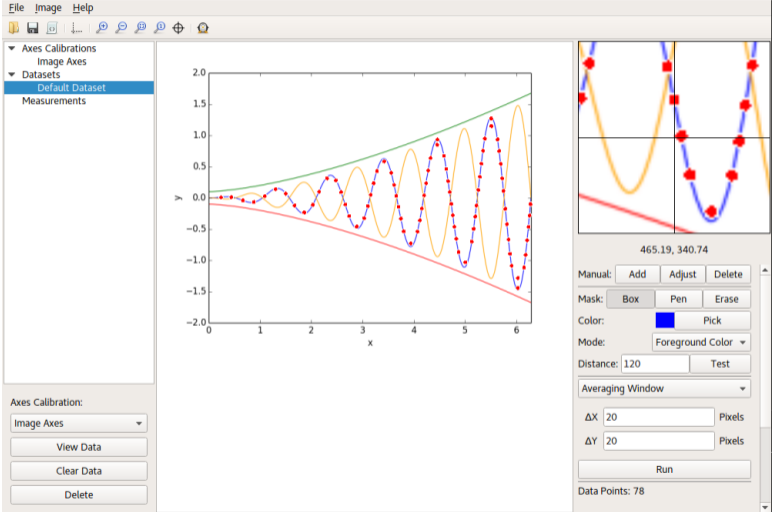 File Image Help
Axes Calibrations
Image Axes
Datasets
Default Dataset
Measurements
Axes Calibration:
Image Axes
View Data
Clear Data
Delete
2.0
1.5
1.0
0.5
0.0
−0.5
−1.0
−1.5
−2.0
y
0 1 2 3 4 5 6
x
465.19, 340.74
Manual: Add Adjust Delete
Mask: Box Pen Erase
Color: Pick
Mode: Foreground Color
Distance: 120 Test
Averaging Window
ΔX 20 Pixels
ΔY 20 Pixels
Run
Data Points: 78